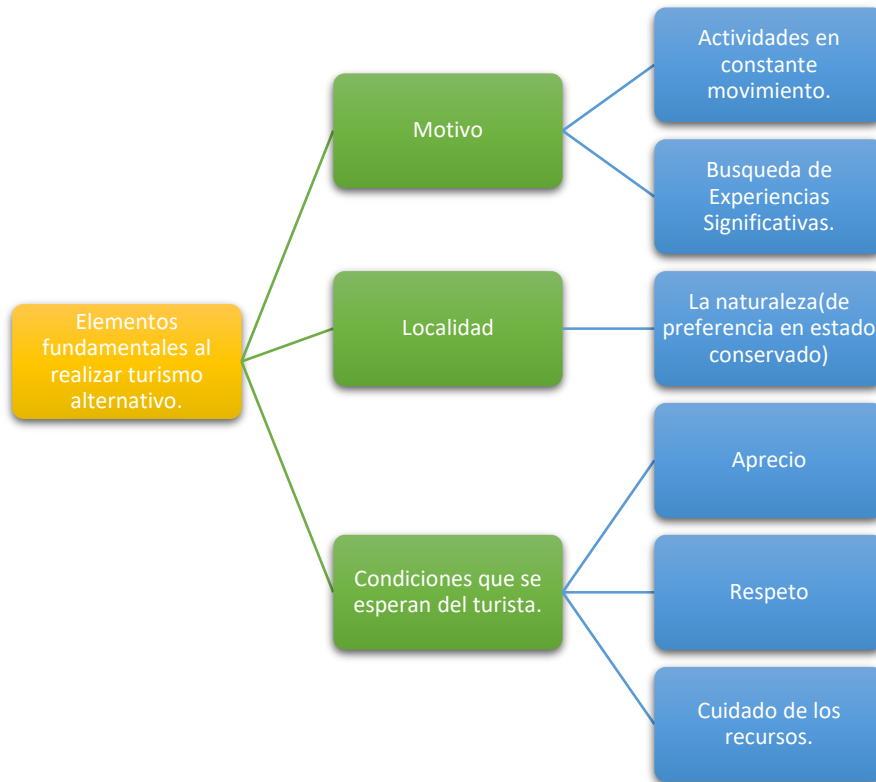 Elementos
fundamentales al
realizar turismo
alternativo.
Motivo
Actividades en
constante
movimiento.
Busqueda de
Experiencias
Significativas.
Localidad
La naturaleza(de
preferencia en estado
conservado)
Condiciones que se
esperan del turista.
Aprecio
Respeto
Cuidado de los
recursos.